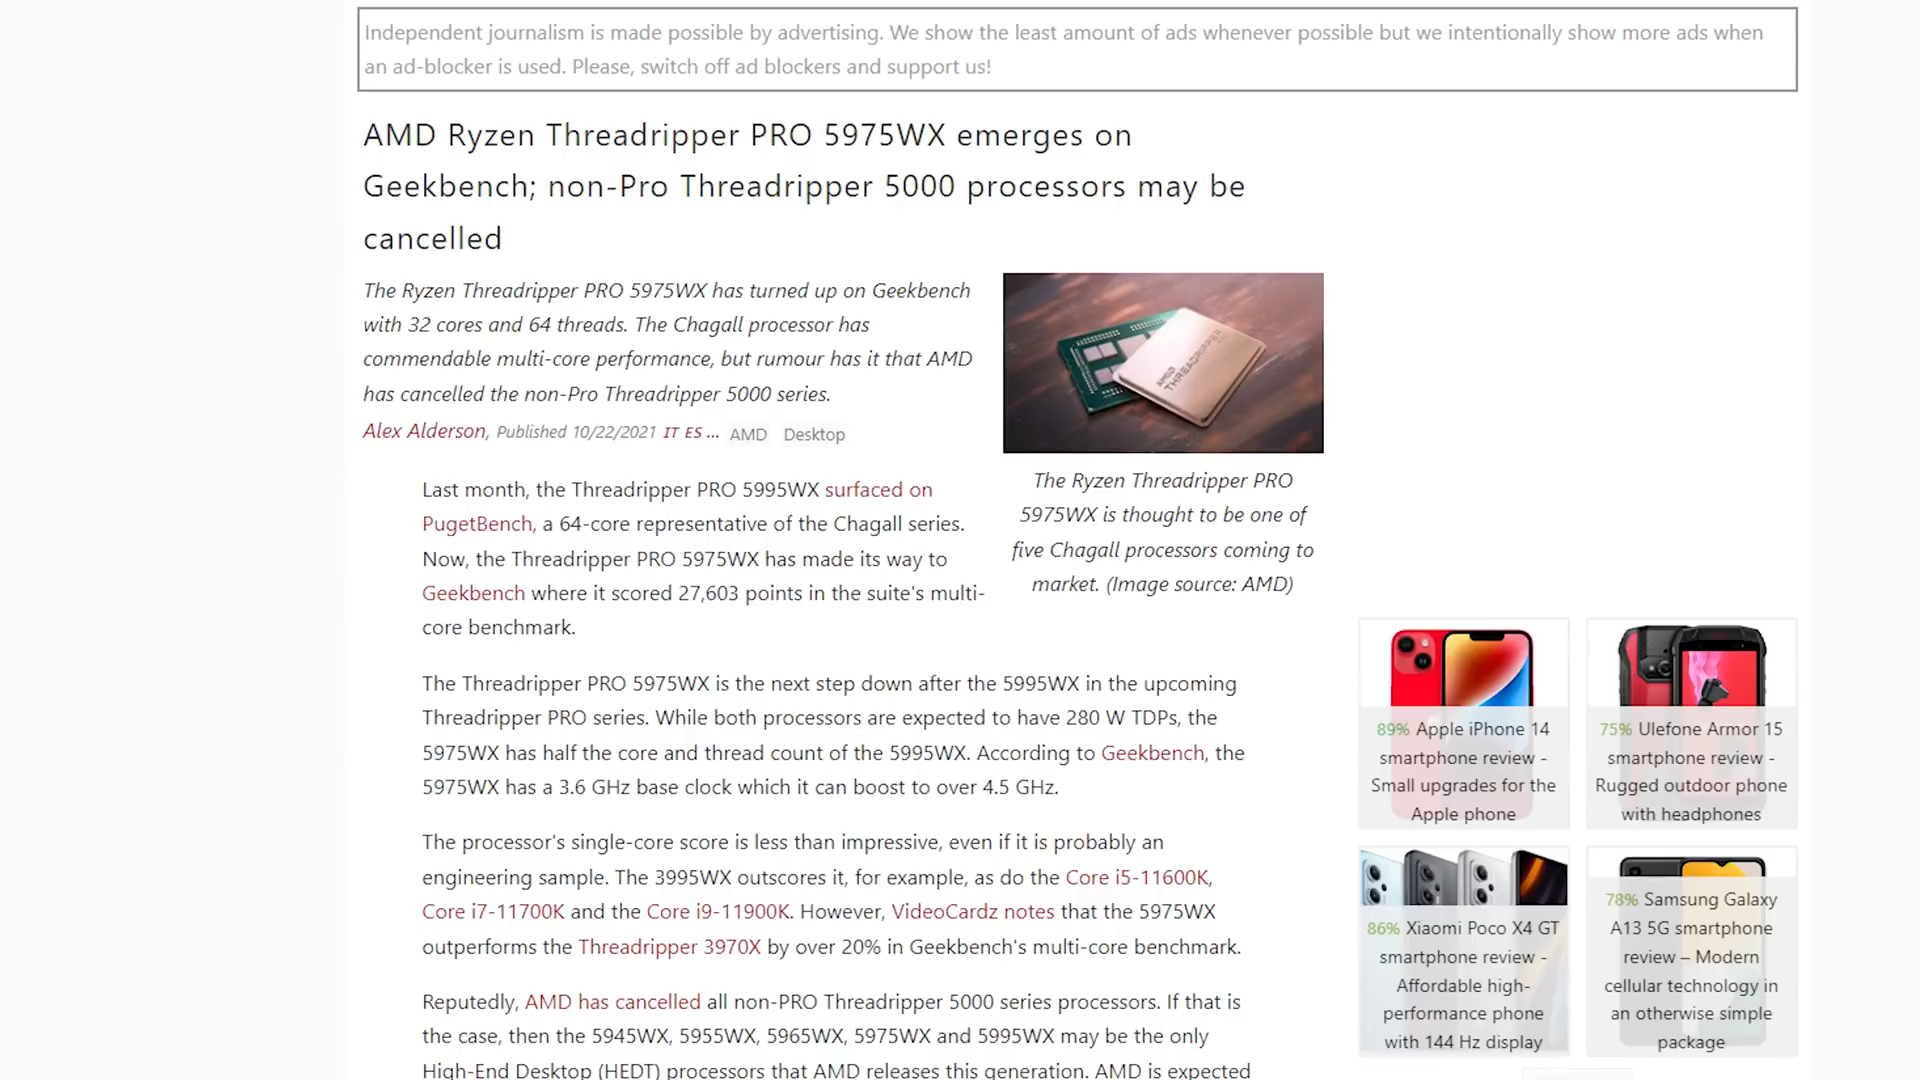 Independent journalism is made possible by advertising. We show the least amount of ads whenever possible but we intentionally show more ads when
an ad-blocker is used. Please, switch off ad blockers and support us!
AMD Ryzen Threadripper PRO 5975WX emerges on
Geekbench; non-Pro Threadripper 5000 processors may be
cancelled
The Ryzen Threadripper PRO 5975WX has turned up on Geekbench
with 32 cores and 64 threads. The Chagall processor has
commendable multi-core performance, but rumour has it that AMD
has cancelled the non-Pro Threadripper 5000 series.
Alex Alderson, Published 10/22/2021 IT ES ... AMD Desktop
AMD
THREADRIPPER
The Ryzen Threadripper PRO
5975WX is thought to be one of
five Chagall processors coming to
market. (Image source: AMD)
Last month, the Threadripper PRO 5995WX surfaced on
PugetBench, a 64-core representative of the Chagall series.
Now, the Threadripper PRO 5975WX has made its way to
Geekbench where it scored 27,603 points in the suite's multi-
core benchmark.
The Threadripper PRO 5975WX is the next step down after the 5995WX in the upcoming
Threadripper PRO series. While both processors are expected to have 280 W TDPs, the
5975WX has half the core and thread count of the 5995WX. According to Geekbench, the
5975WX has a 3.6 GHz base clock which it can boost to over 4.5 GHz.
The processor's single-core score is less than impressive, even if it is probably an
engineering sample. The 3995WX outscores it, for example, as do the Core i5-11600K,
Core i7-11700K and the Core i9-11900K. However, VideoCardz notes that the 5975WX
outperforms the Threadripper 3970X by over 20% in Geekbench's multi-core benchmark.
Reputedly, AMD has cancelled all non-PRO Threadripper 5000 series processors. If that is
the case, then the 5945WX, 5955WX, 5965WX, 5975WX and 5995WX may be the only
High-End Desktop (HEDT) processors that AMD releases this generation. AMD is expected
89% Apple iPhone 14
smartphone review -
Small upgrades for the
Apple phone
75% Ulefone Armor 15
smartphone review -
Rugged outdoor phone
with headphones
86% Xiaomi Poco X4 GT
smartphone review -
Affordable high-
performance phone
with 144 Hz display
78% Samsung Galaxy
A13 5G smartphone
review – Modern
cellular technology in
an otherwise simple
package